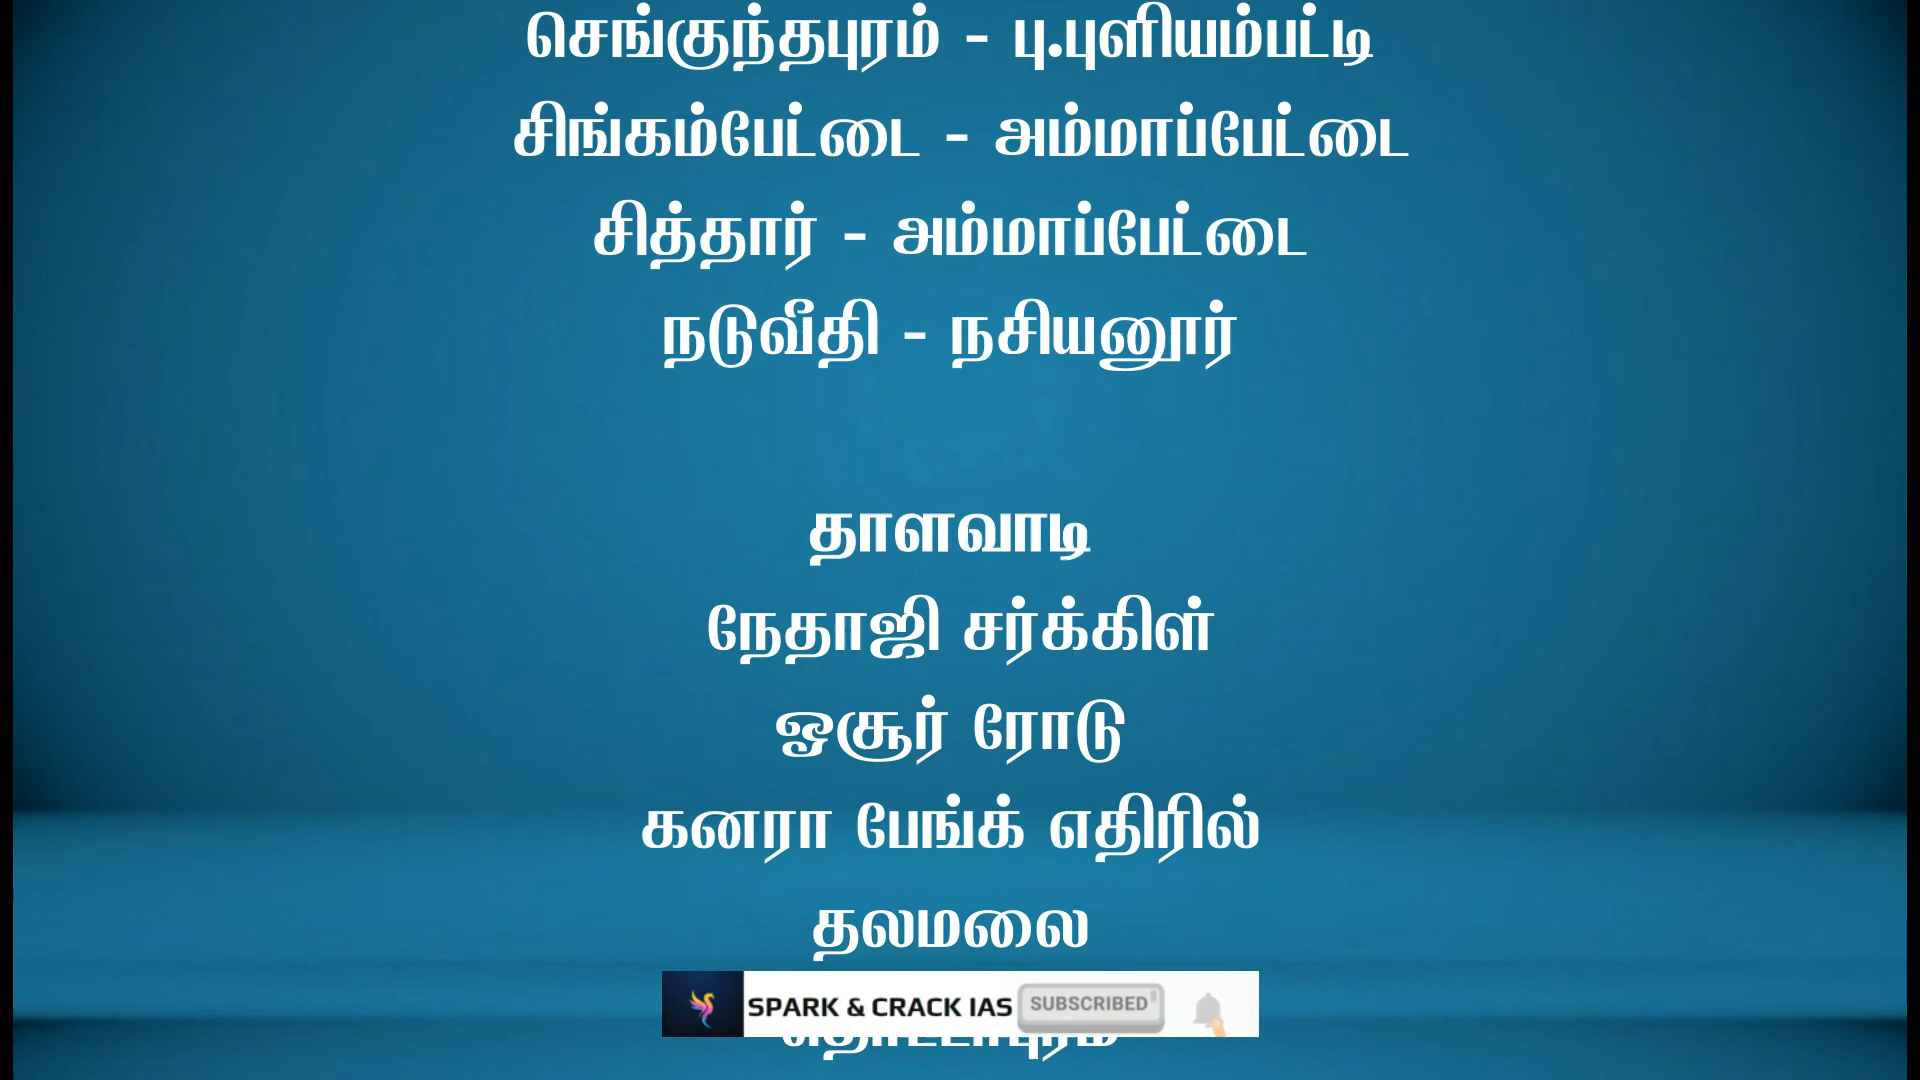 செங்குந்தபுரம் - பு.புளியம்பட்டி
சிங்கம்பேட்டை - அம்மாப்பேட்டை
சித்தார் - அம்மாப்பேட்டை
நடுவீதி - நசியனூர்
தாளவாடி
நேதாஜி சர்க்கிள்
ஓசூர் ரோடு
கனரா பேங்க் எதிரில்
தலமலை
SPARK & CRACK IAS SUBSCRIBED